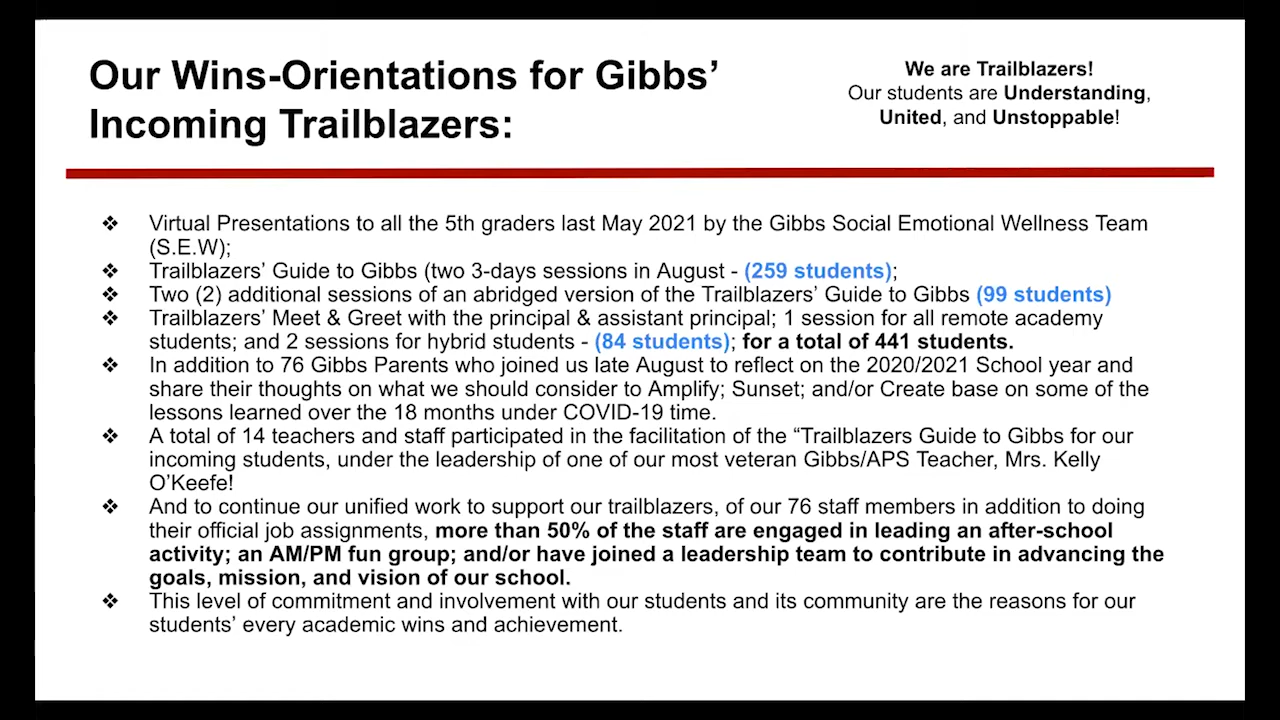 Our Wins-Orientations for Gibbs’
Incoming Trailblazers:
We are Trailblazers!
Our students are Understanding,
United, and Unstoppable!
❖ Virtual Presentations to all the 5th graders last May 2021 by the Gibbs Social Emotional Wellness Team
(S.E.W);
❖ Trailblazers’ Guide to Gibbs (two 3-days sessions in August - (259 students);
❖ Two (2) additional sessions of an abridged version of the Trailblazers’ Guide to Gibbs (99 students)
❖ Trailblazers’ Meet & Greet with the principal & assistant principal; 1 session for all remote academy
students; and 2 sessions for hybrid students - (84 students); for a total of 441 students.
❖ In addition to 76 Gibbs Parents who joined us late August to reflect on the 2020/2021 School year and
share their thoughts on what we should consider to Amplify; Sunset; and/or Create base on some of the
lessons learned over the 18 months under COVID-19 time.
❖ A total of 14 teachers and staff participated in the facilitation of the “Trailblazers Guide to Gibbs for our
incoming students, under the leadership of one of our most veteran Gibbs/APS Teacher, Mrs. Kelly
O’Keefe!
❖ And to continue our unified work to support our trailblazers, of our 76 staff members in addition to doing
their official job assignments, more than 50% of the staff are engaged in leading an after-school
activity; an AM/PM fun group; and/or have joined a leadership team to contribute in advancing the
goals, mission, and vision of our school.
❖ This level of commitment and involvement with our students and its community are the reasons for our
students’ every academic wins and achievement.